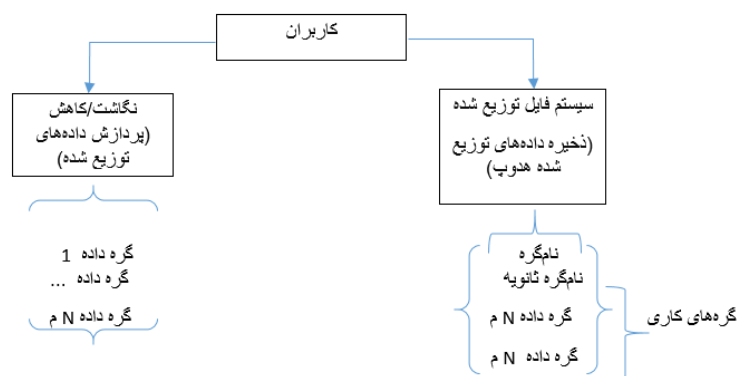 کاربران
سیستم فایل توزیع شده
(ذخیره داده‌های توزیع
شده هدوپ)
نام‌گره
نام‌گره ثانویه
گره داده N م
گره داده N م
گره‌های کاری
نگاشت/کاهش
(پردازش داده‌های
توزیع شده)
گره داده 1
گره داده ...
گره داده N م